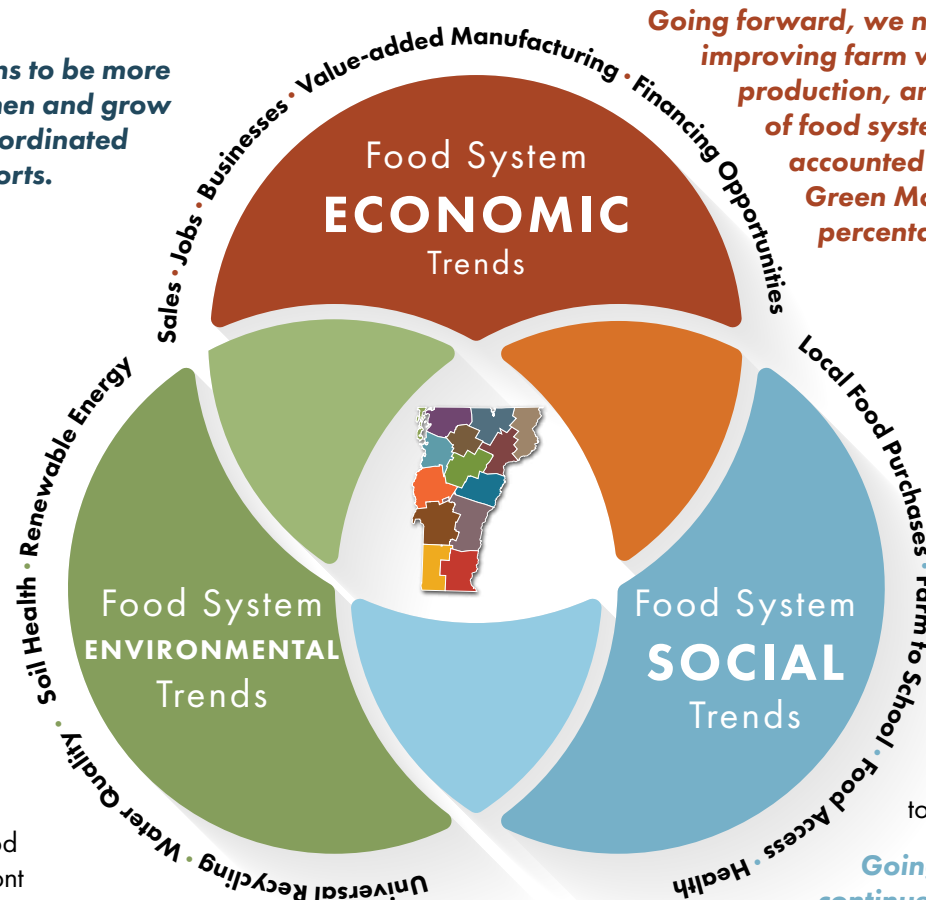 ns to be more
hen and grow
ordinated
orts.
Going forward, we n
improving farm v
production, an
of food syste
accounted
Green Mo
percenta
Sales • Jobs • Businesses • Value-added Manufacturing • Financing Opportunities
Food System
ECONOMIC
Trends
Local Food Purchases • Farm to School • Food Access • Health
Food System
SOCIAL
Trends
Universal Recycling • Water Quality • Soil Health • Renewable Energy
Food System
ENVIRONMENTAL
Trends
od
ont
to
Going
continue